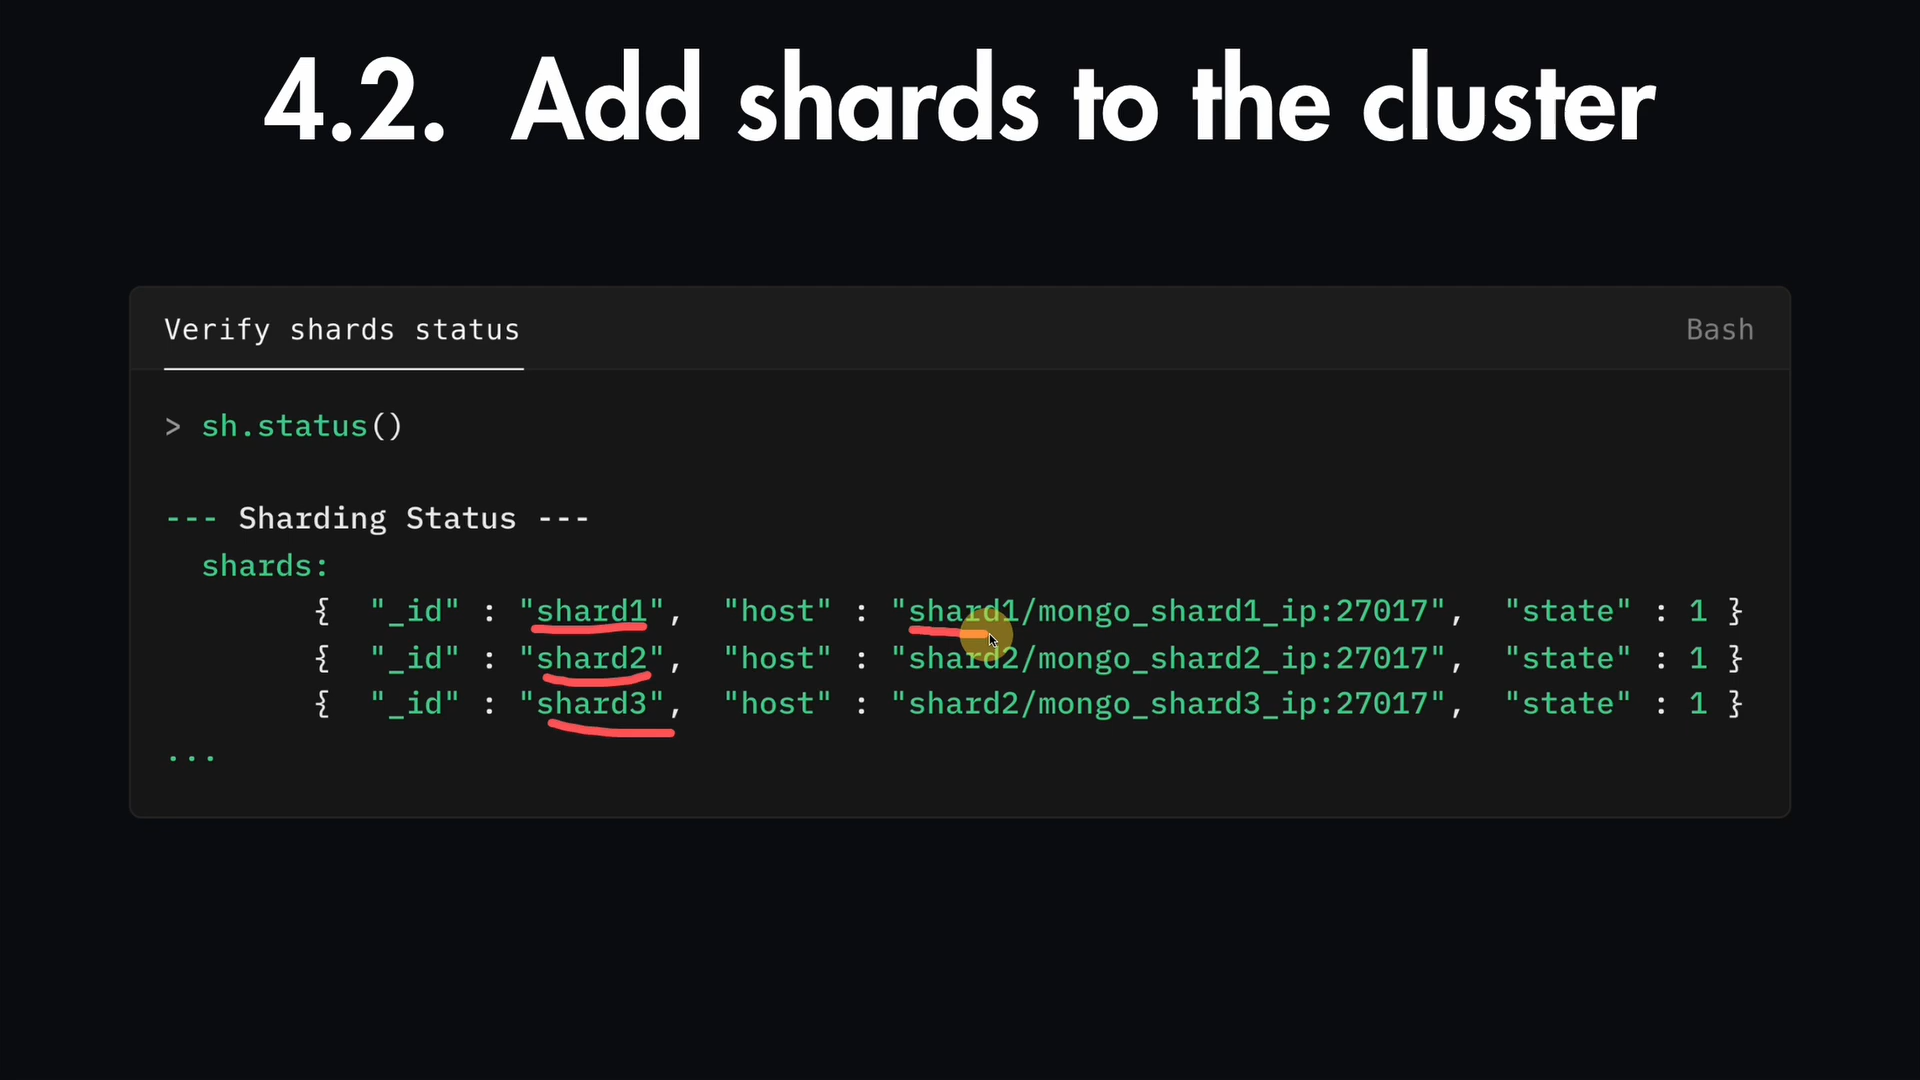 4.2. Add shards to the cluster
Verify shards status
Bash
> sh.status()
--- Sharding Status ---
shards:
{ "_id" : "shard1", "host" : "shard1/mongo_shard1_ip:27017", "state" : 1 }
{ "_id" : "shard2", "host" : "shard2/mongo_shard2_ip:27017", "state" : 1 }
{ "_id" : "shard3", "host" : "shard2/mongo_shard3_ip:27017", "state" : 1 }
...